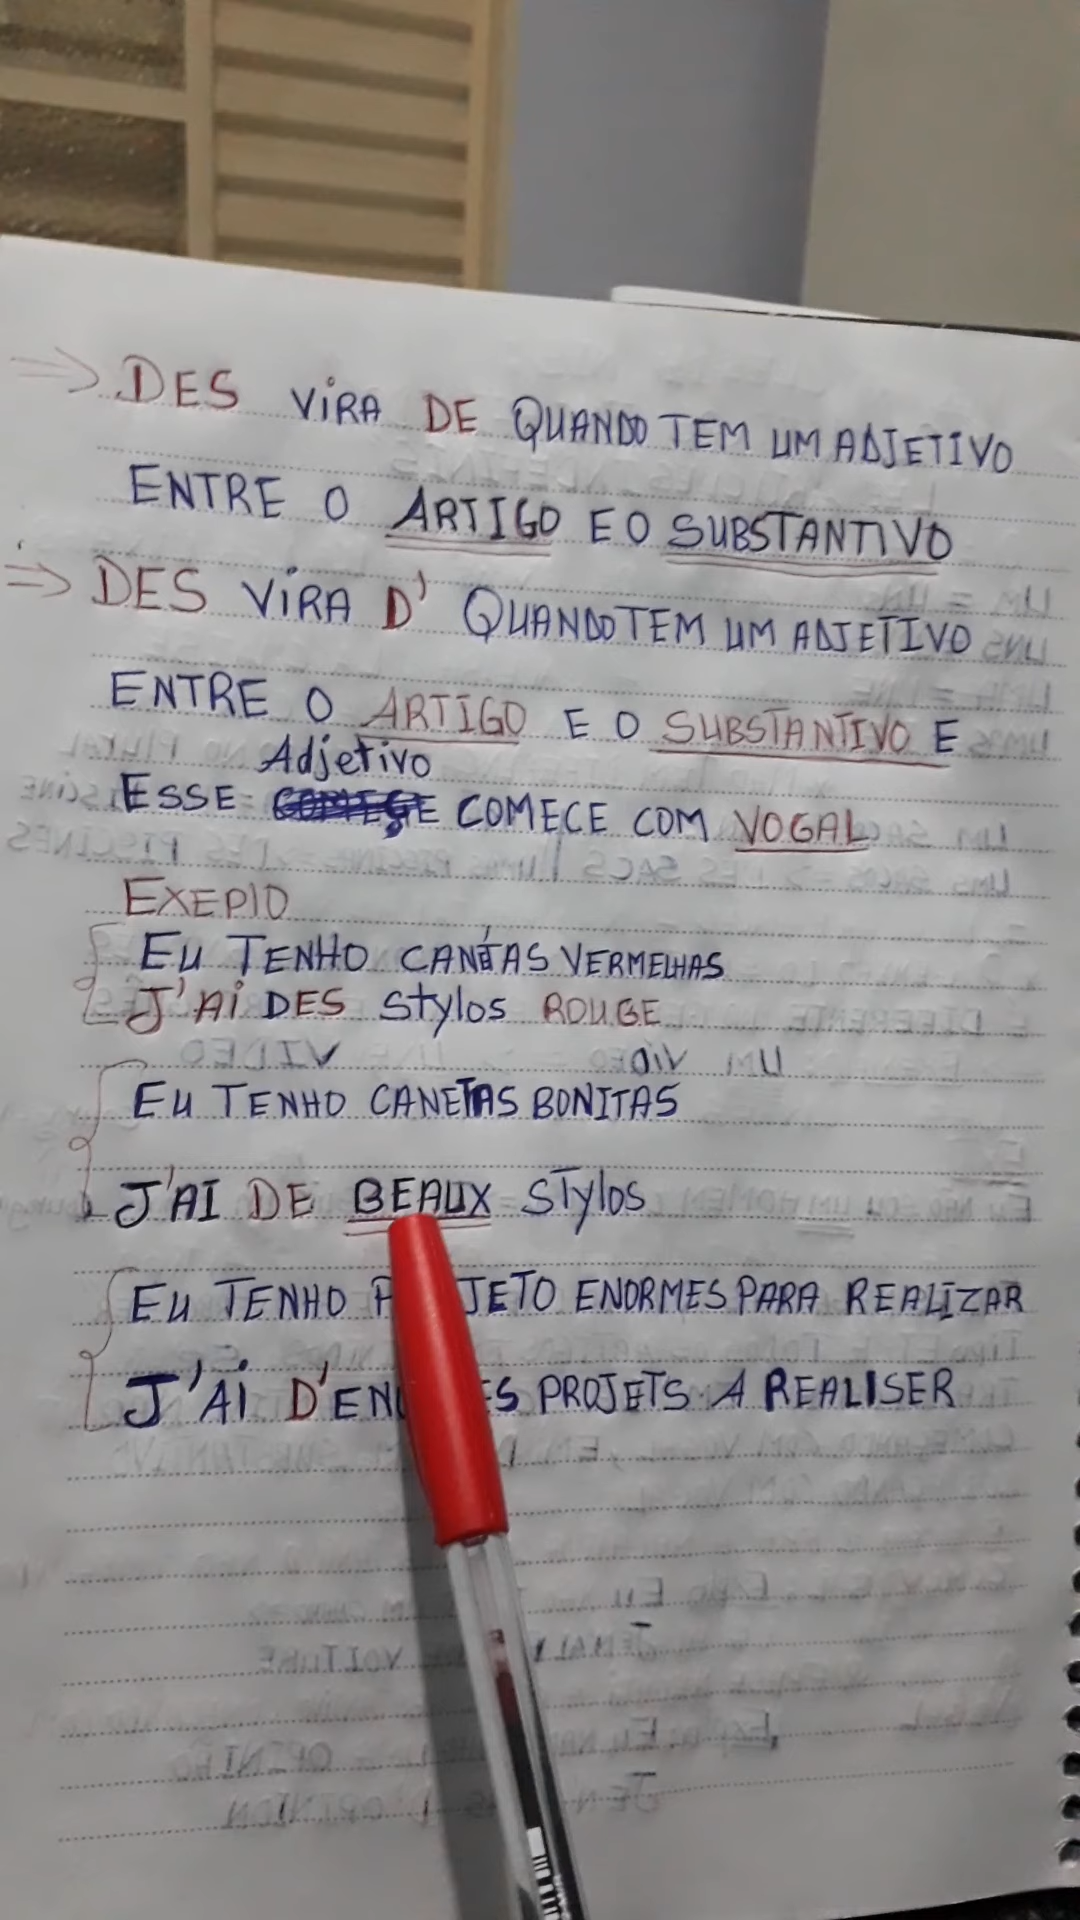 DES VIRA DE QUANDO TEM UM ADJETIVO
ENTRE O ARTIGO E O SUBSTANTIVO
DES VIRA D' QUANDO TEM UM ADJETIVO
ENTRE O ARTIGO E O SUBSTANTIVO E
Adjetivo
ESSE COMECE COM VOGAL
EXEPIO
EU TENHO CANETAS VERMELHAS
J'AI DES Stylos ROUGE
EU TENHO CANETAS BONITAS
J'AI DE BEAUX STylos
EU TENHO JETO ENORMES PARA REALIZAR
J'AI D'EN ES PROJETS A REALISER